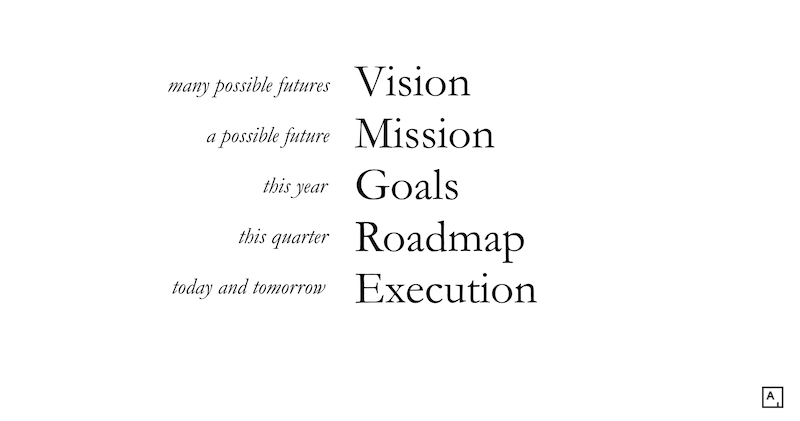 many possible futures Vision
a possible future Mission
this year Goals
this quarter Roadmap
today and tomorrow Execution
A